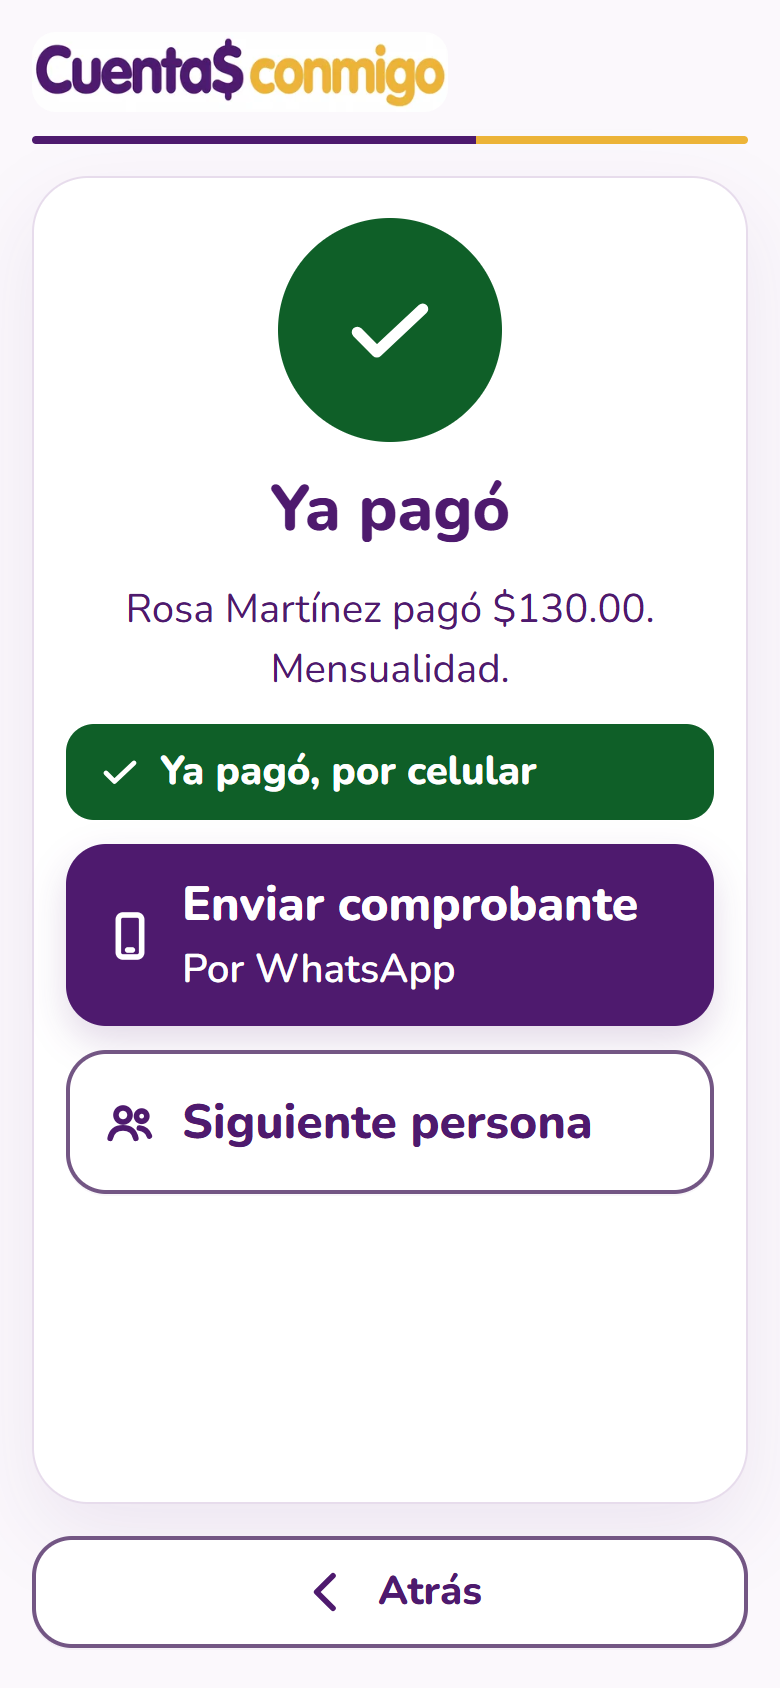 Cuenta$ conmigo
Ya pagó
Rosa Martínez pagó $130.00.
Mensualidad.
Ya pagó, por celular
Enviar comprobante
Por WhatsApp
Siguiente persona
Atrás